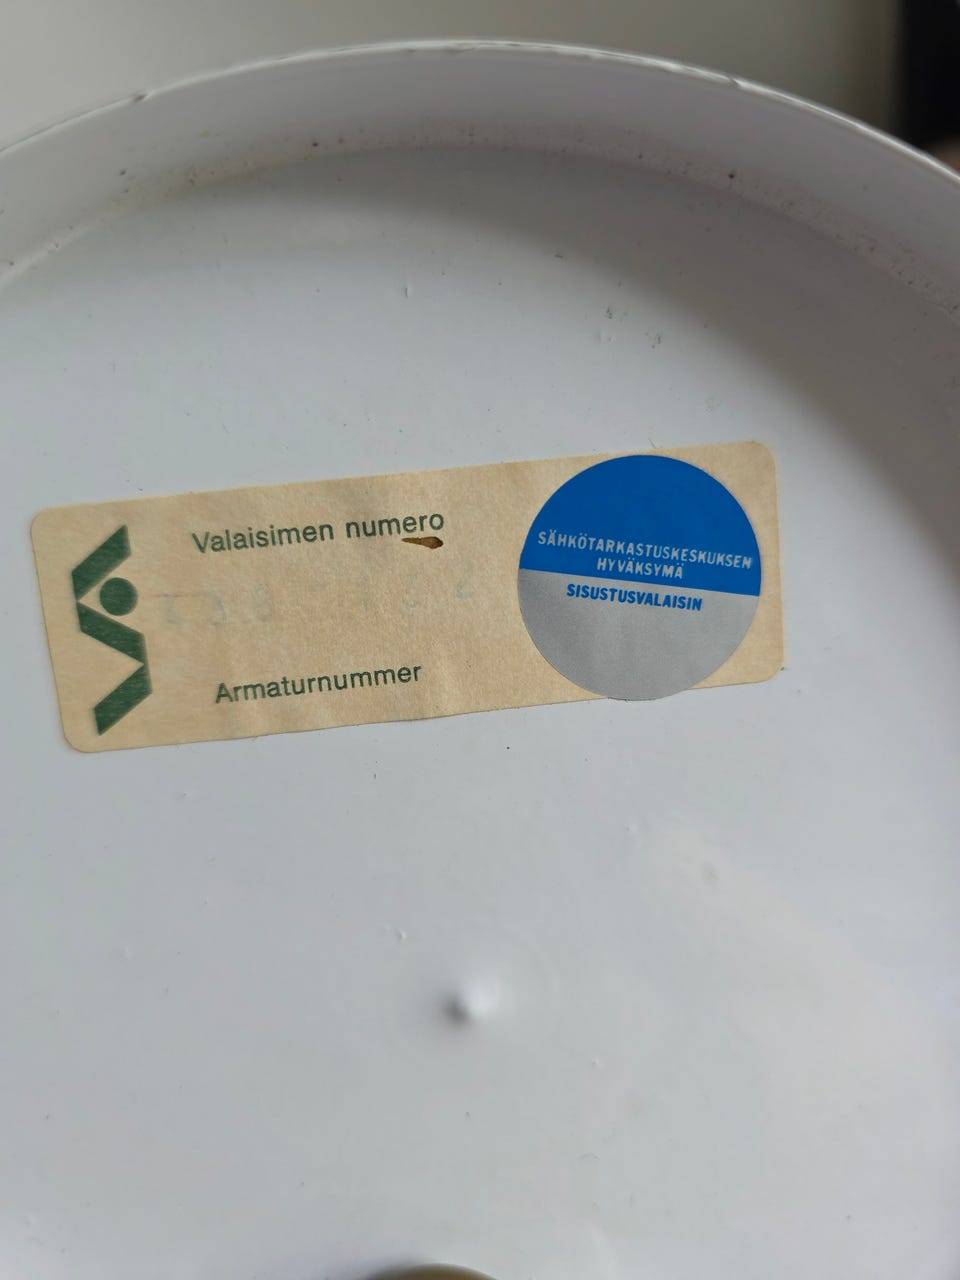 Valaisimen numero
Armaturnummer
SÄHKÖTARKASTUSKESKUKSEN
HYVÄKSYMÄ
SISUSTUSVALAISIN